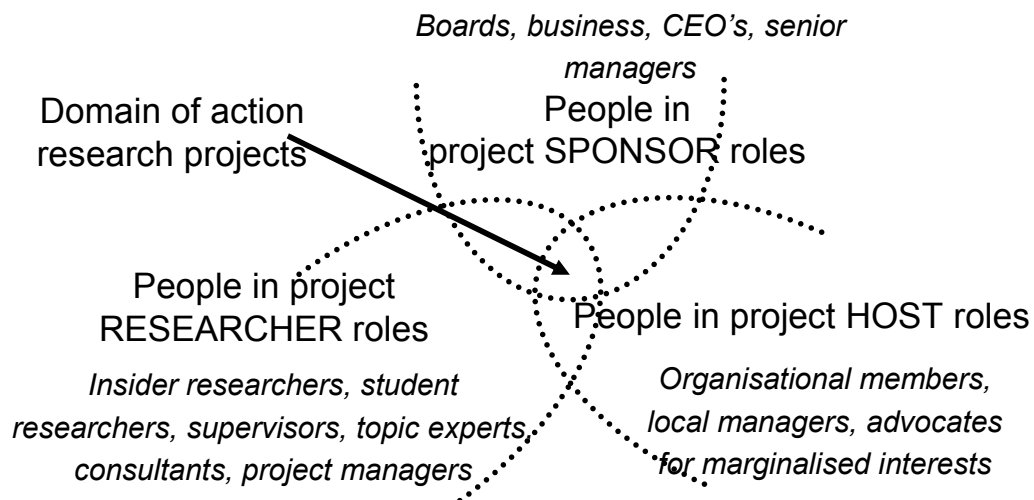 Boards, business, CEO's, senior
managers
Domain of action
research projects
People in
project SPONSOR roles
People in project
RESEARCHER roles
Insider researchers, student
researchers, supervisors, topic experts,
consultants, project managers
People in project HOST roles
Organisational members,
local managers, advocates
for marginalised interests